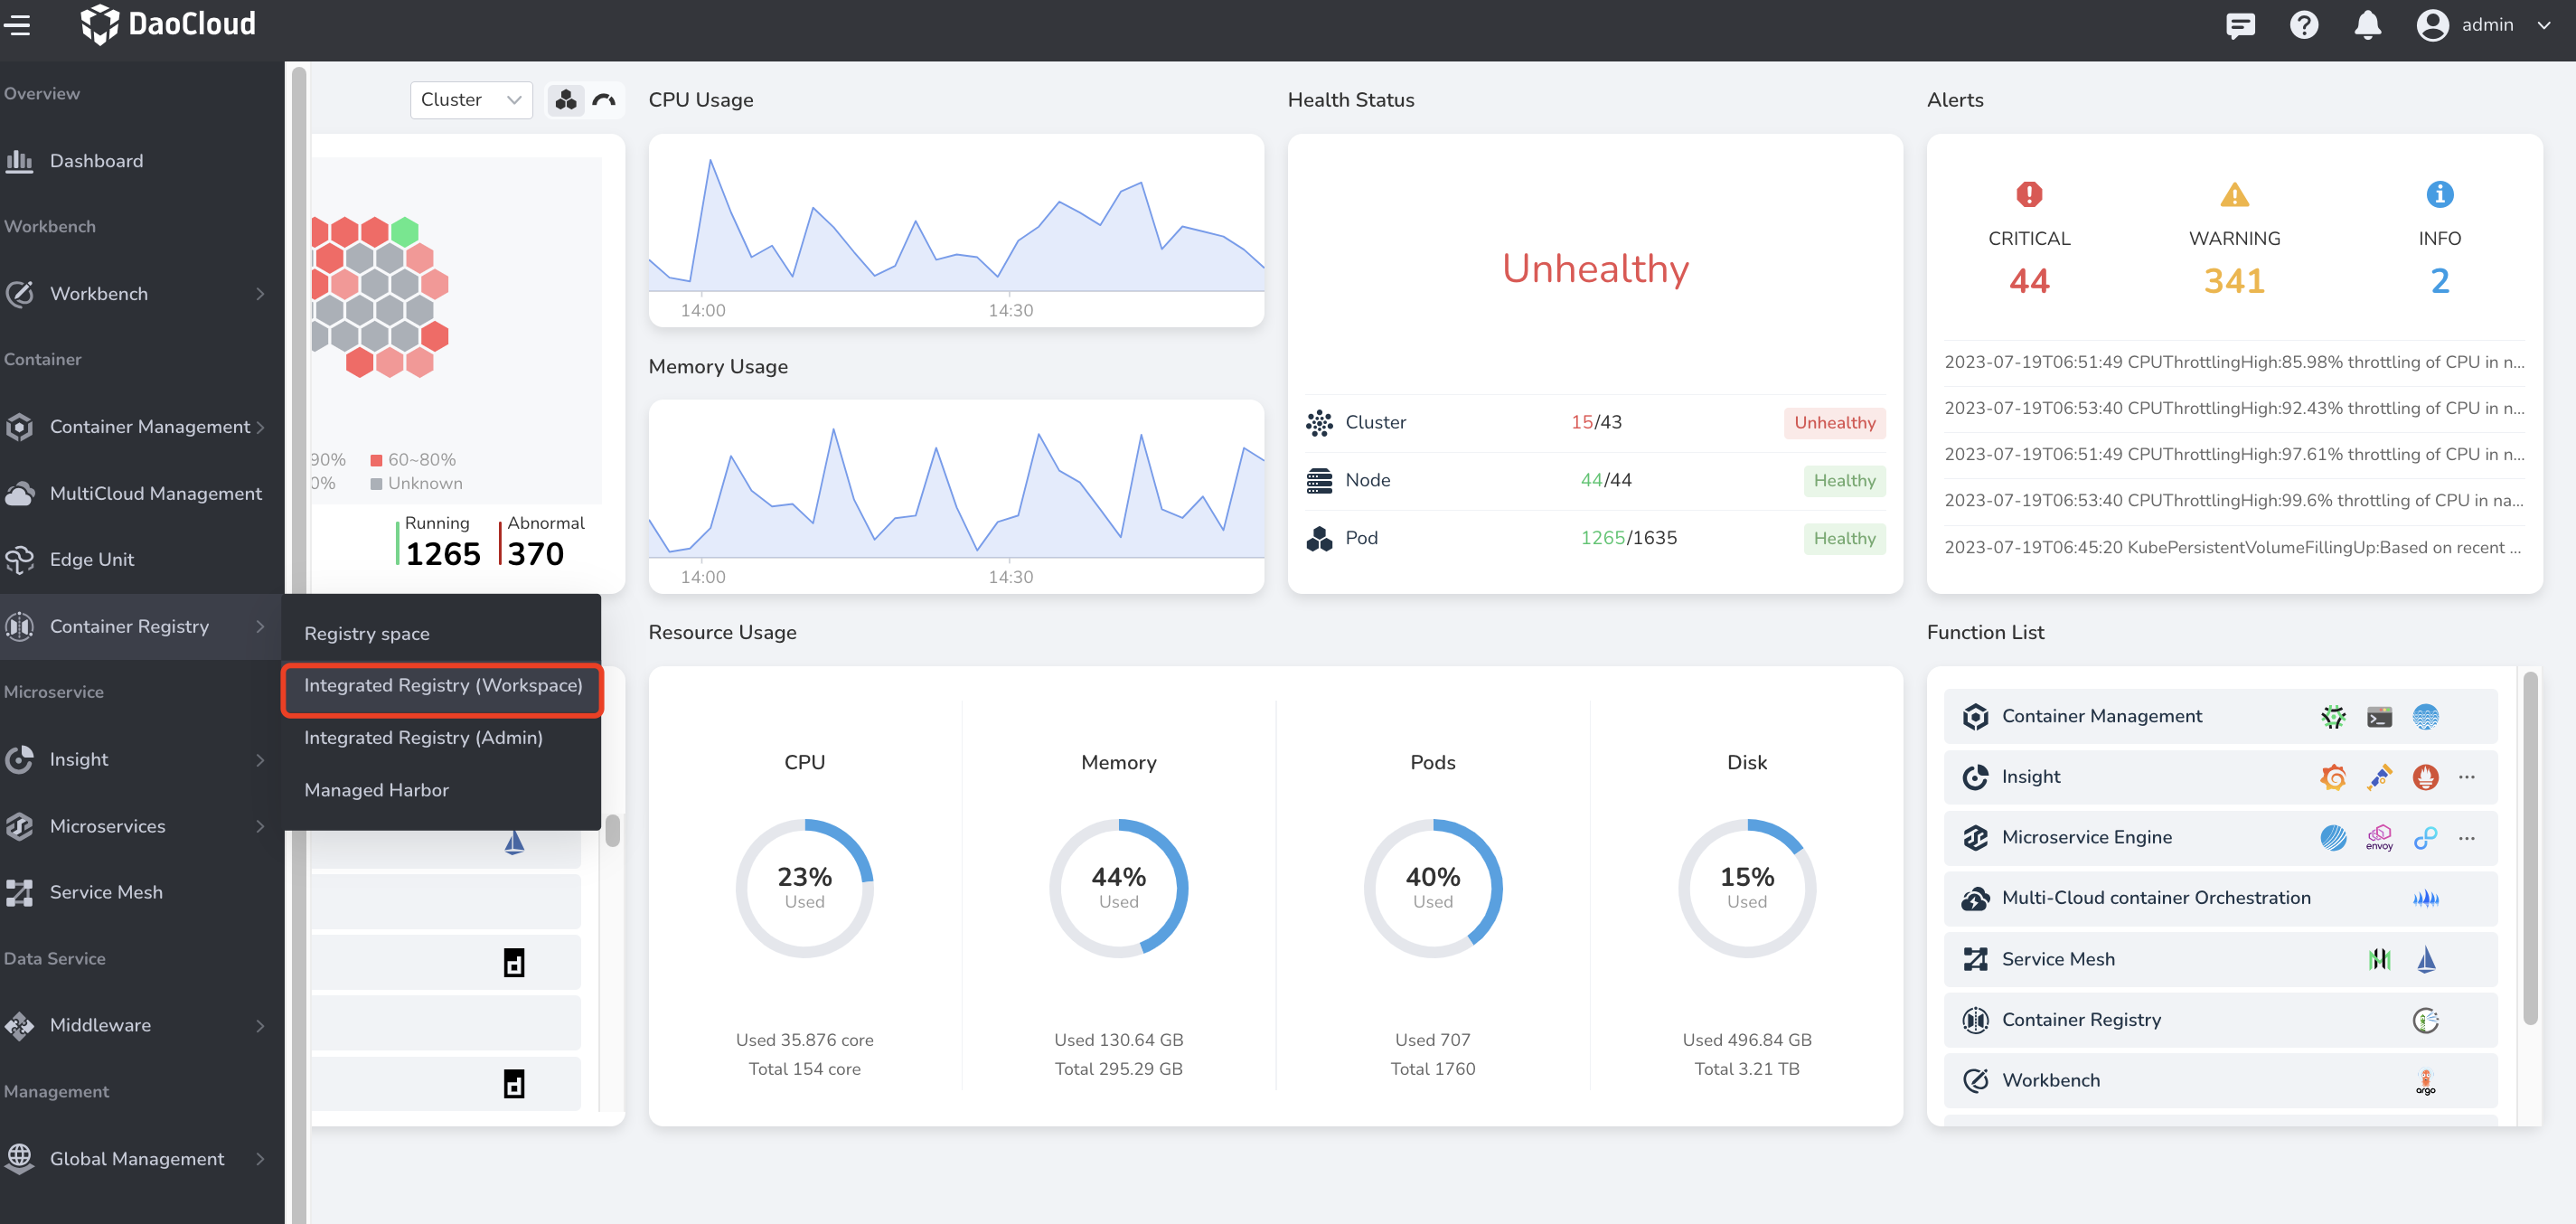 DaoCloud
admin
Overview
Dashboard
Workbench
Workbench
Container
Container Management
MultiCloud Management
Edge Unit
Container Registry
Microservice
Insight
Microservices
Service Mesh
Data Service
Middleware
Management
Global Management
Registry space
Integrated Registry (Workspace)
Integrated Registry (Admin)
Managed Harbor
Cluster
90% 60~80%
0% Unknown
Running
1265
Abnormal
370
CPU Usage
14:00 14:30
Memory Usage
14:00 14:30
Health Status
Unhealthy
Cluster 15/43 Unhealthy
Node 44/44 Healthy
Pod 1265/1635 Healthy
Alerts
CRITICAL
44
WARNING
341
INFO
2
2023-07-19T06:51:49 CPUThrottlingHigh:85.98% throttling of CPU in n...
2023-07-19T06:53:40 CPUThrottlingHigh:92.43% throttling of CPU in n...
2023-07-19T06:51:49 CPUThrottlingHigh:97.61% throttling of CPU in n...
2023-07-19T06:53:40 CPUThrottlingHigh:99.6% throttling of CPU in na...
2023-07-19T06:45:20 KubePersistentVolumeFillingUp:Based on recent ...
Resource Usage
CPU
23%
Used
Used 35.876 core
Total 154 core
Memory
44%
Used
Used 130.64 GB
Total 295.29 GB
Pods
40%
Used
Used 707
Total 1760
Disk
15%
Used
Used 496.84 GB
Total 3.21 TB
Function List
Container Management
Insight
Microservice Engine
envoy
Multi-Cloud container Orchestration
Service Mesh
Container Registry
Workbench
argo